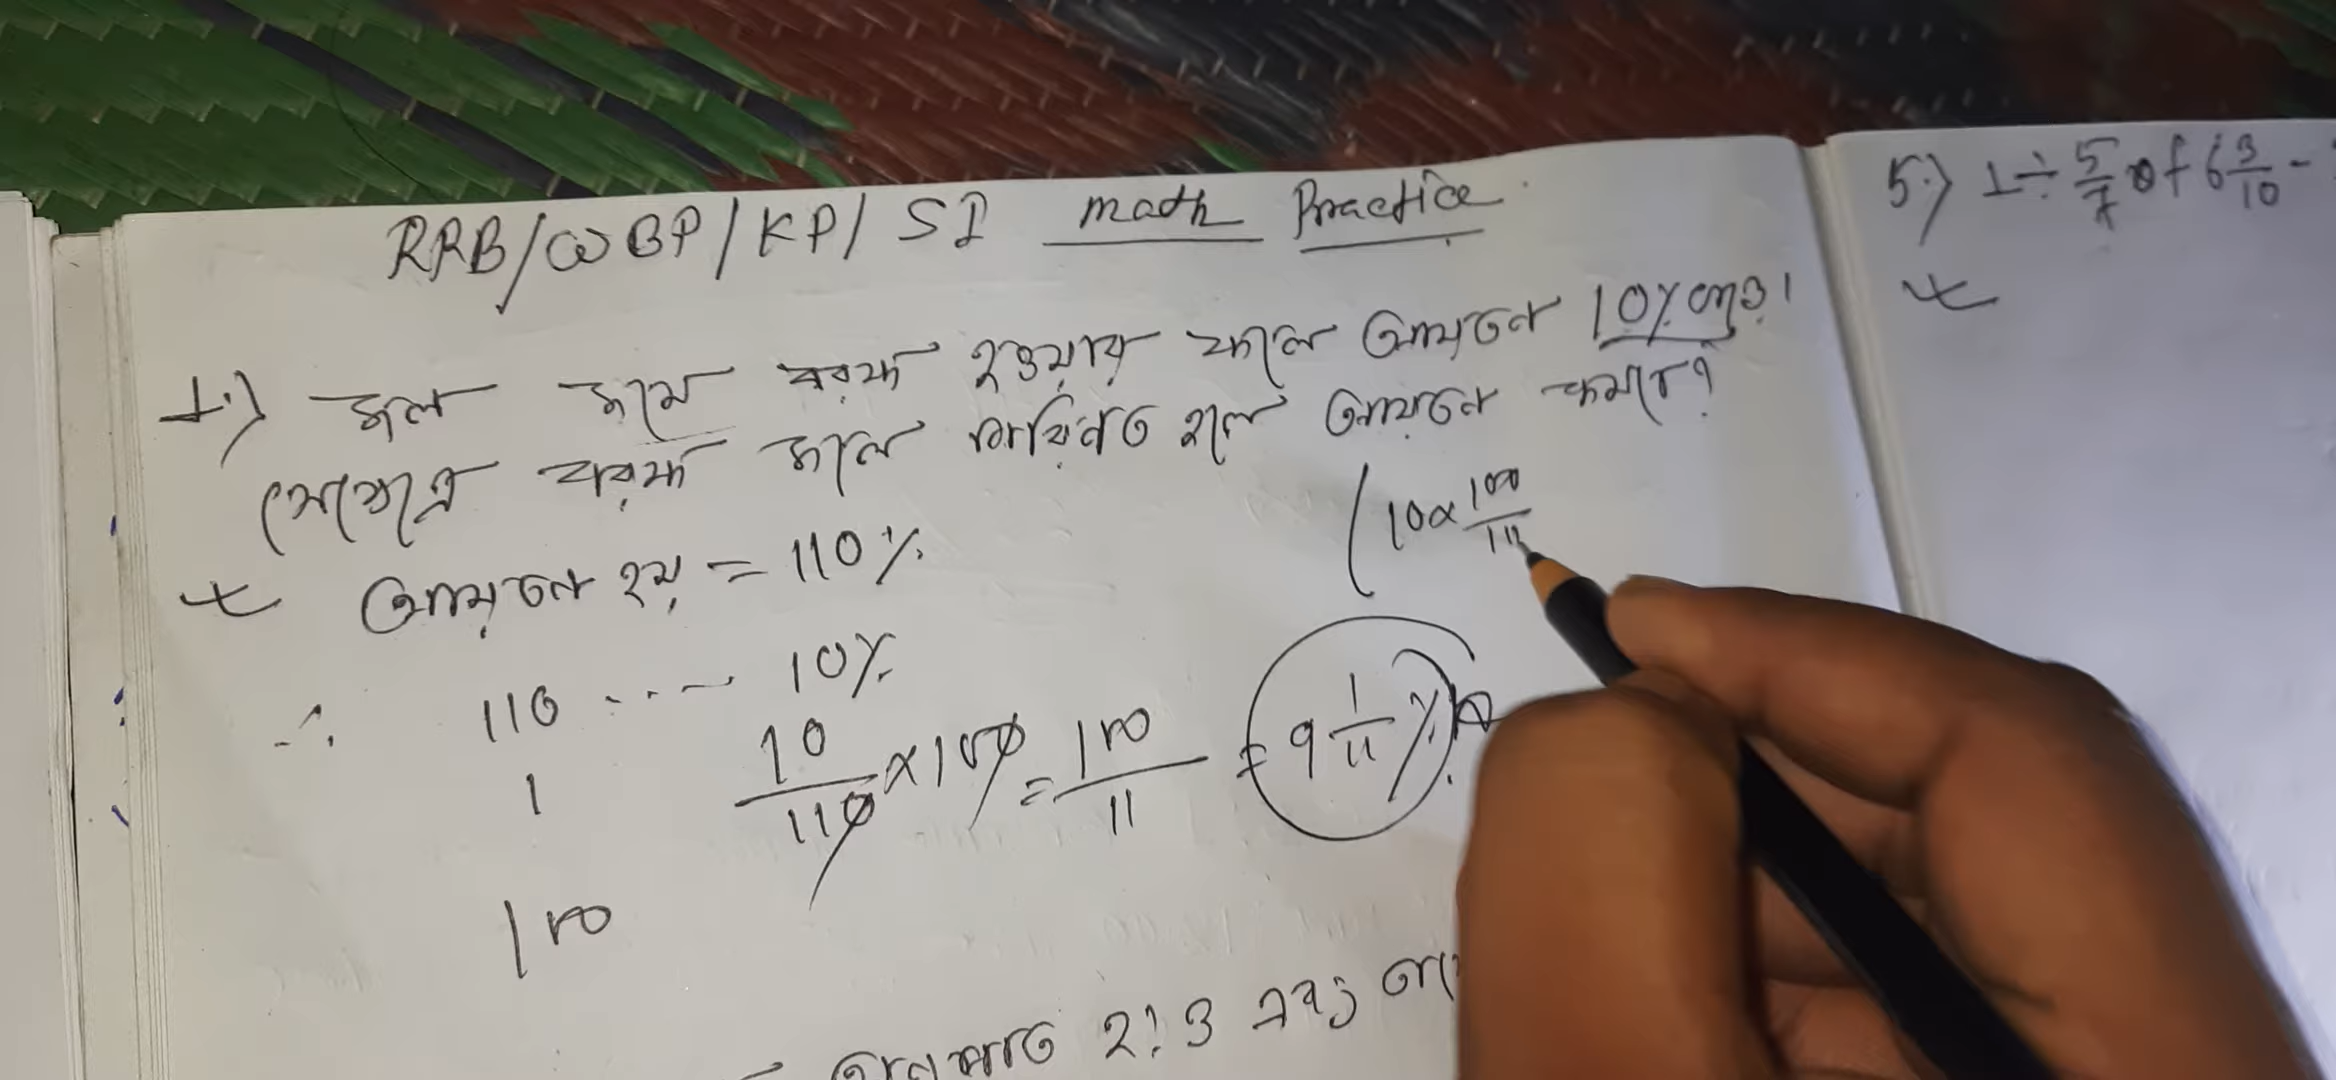 RRB/WBP/KP/SI math Practice
1.) জল জমে বরফ হওয়ার ফলে আয়তন 10%
সেক্ষেত্রে বরফ জলে পরিণত হলে আয়তন কমবে?
(10×100/11
আয়তন হয় = 110%
∴ 110 ... 10%
1 10/110×100 = 100/11 = 9 1/11 %
100
2:3 এবং
5.) 1÷5/7 of 6 3/10 -